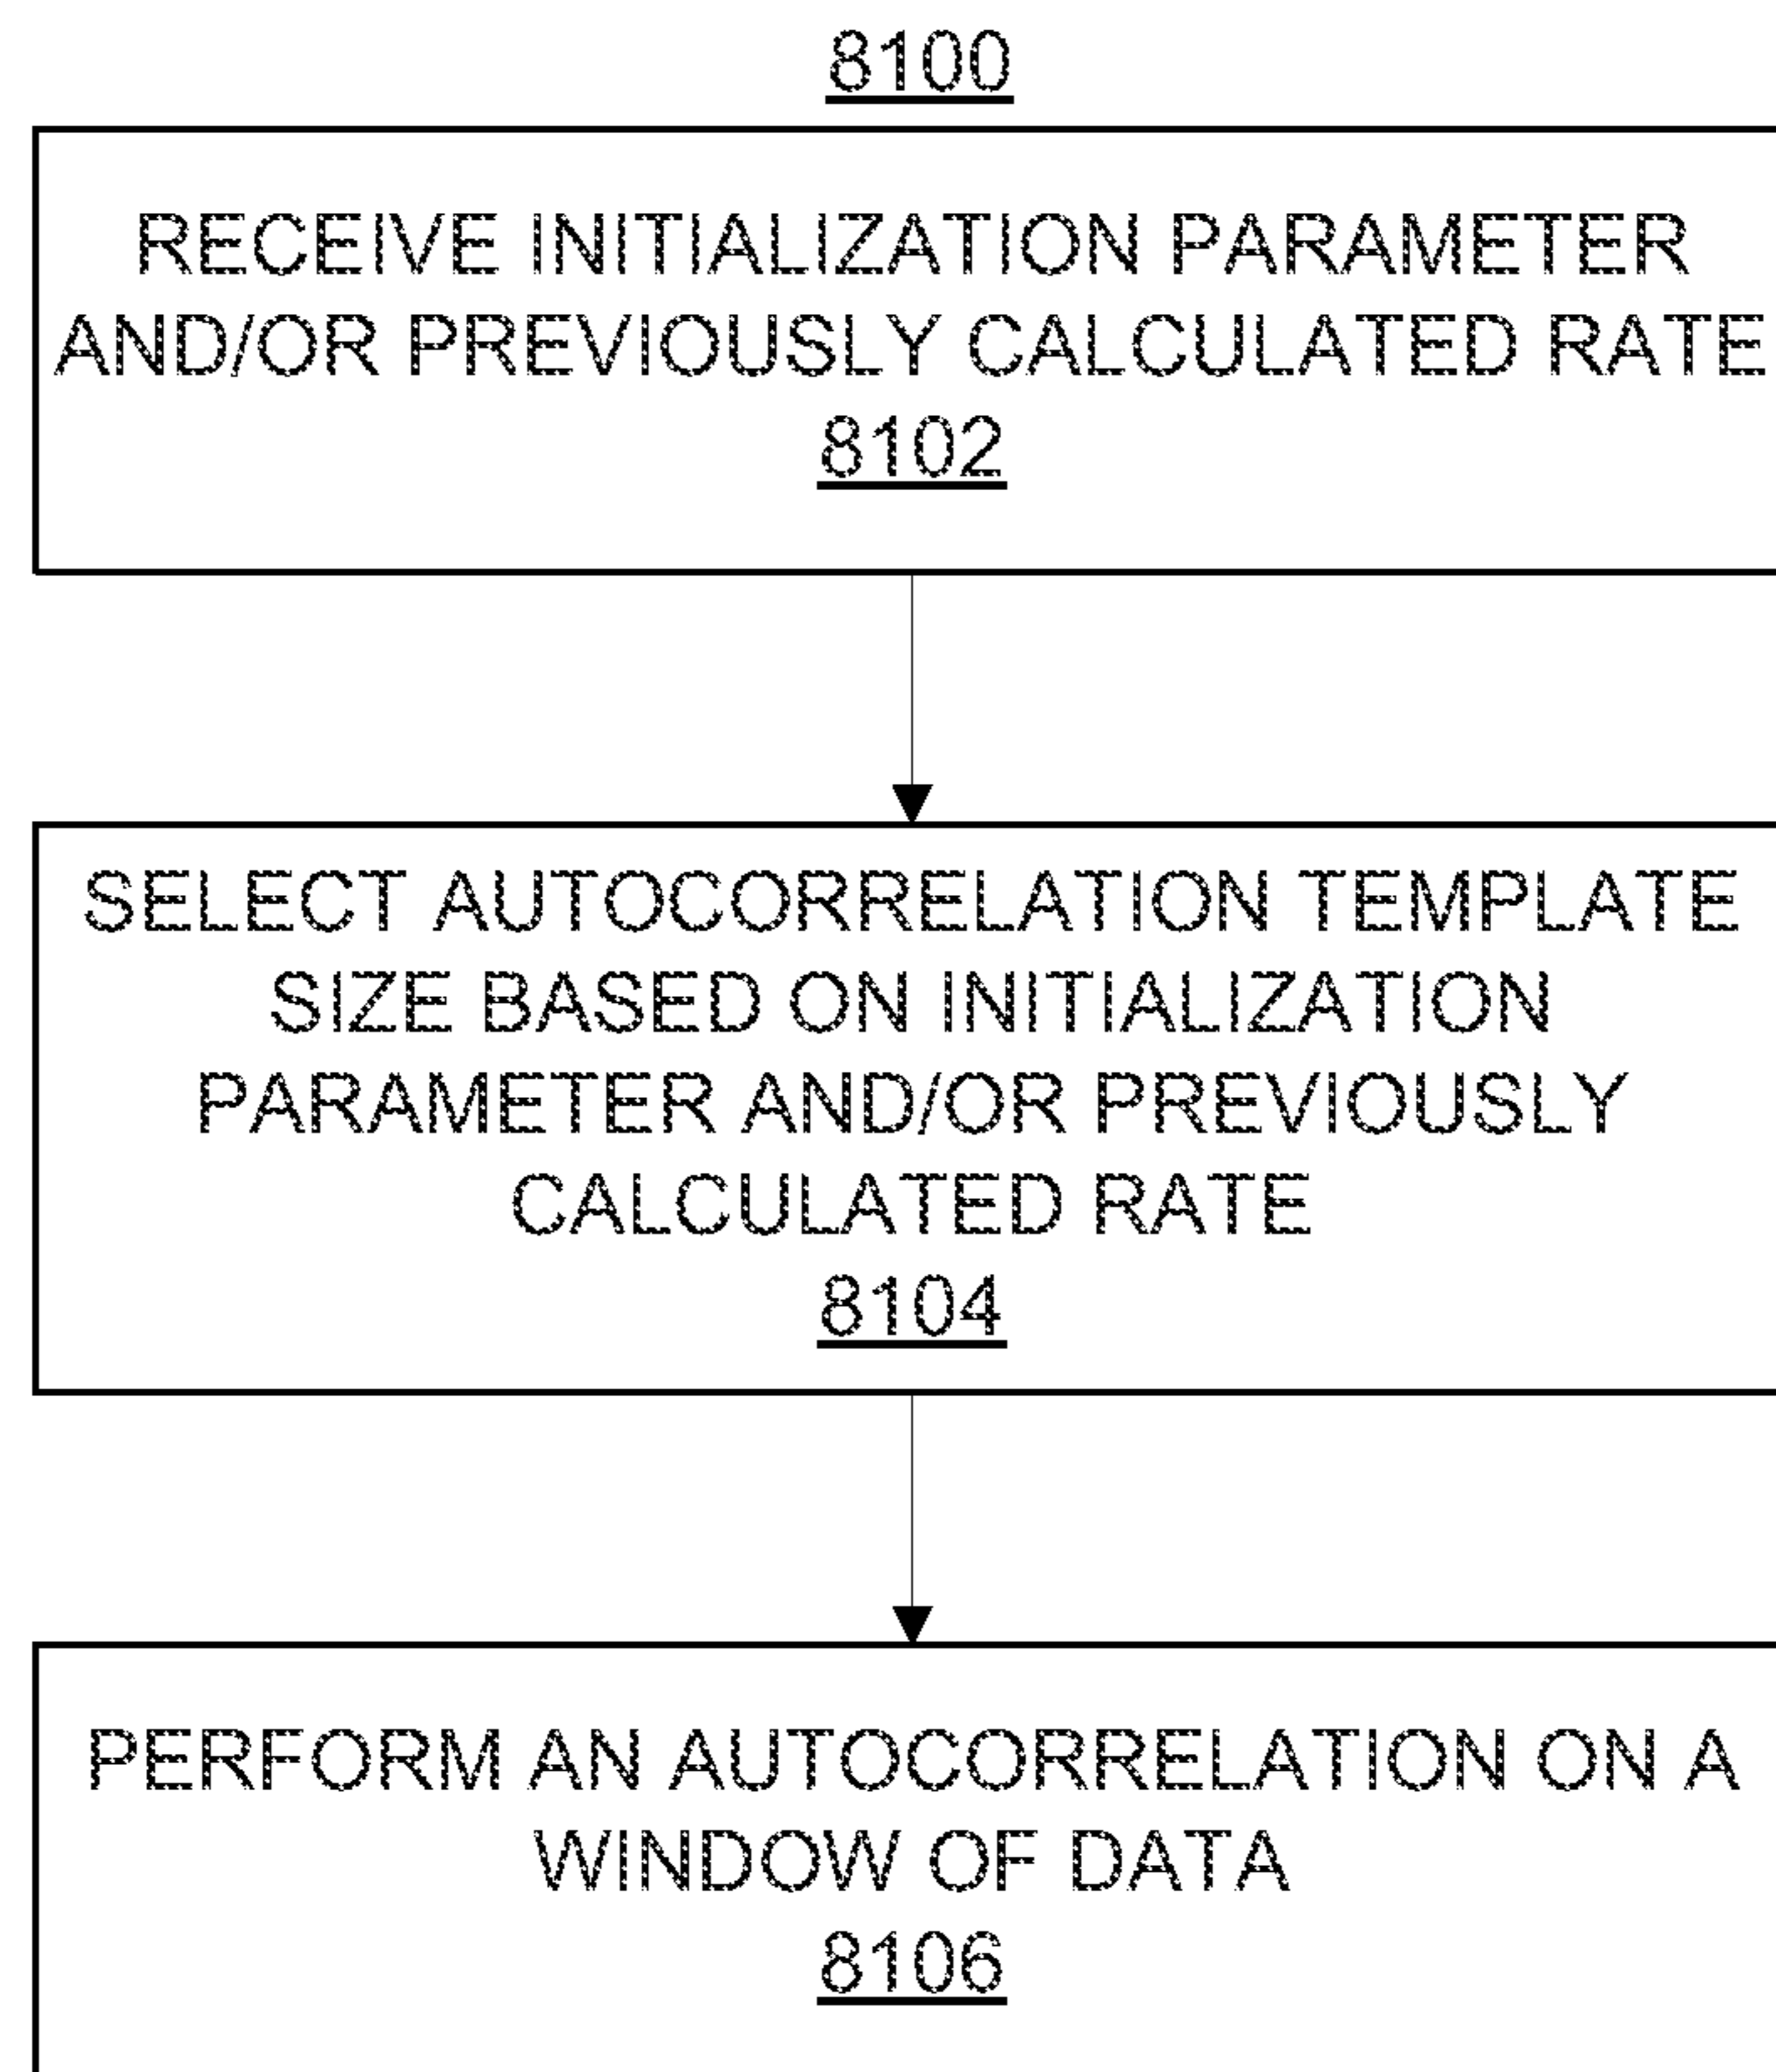 8100
RECEIVE INITIALIZATION PARAMETER
AND/OR PREVIOUSLY CALCULATED RATE
8102
SELECT AUTOCORRELATION TEMPLATE
SIZE BASED ON INITIALIZATION
PARAMETER AND/OR PREVIOUSLY
CALCULATED RATE
8104
PERFORM AN AUTOCORRELATION ON A
WINDOW OF DATA
8106